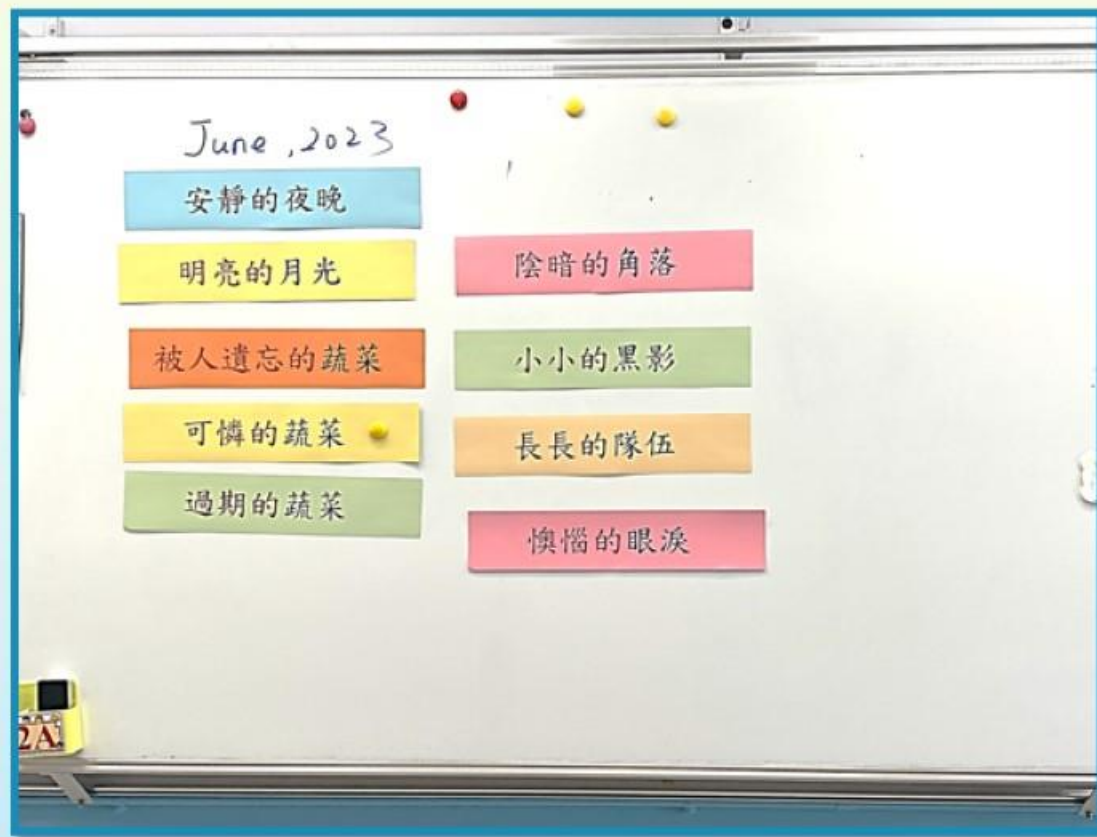 June, 2023
安靜的夜晚
明亮的月光
被人遺忘的蔬菜
可憐的蔬菜
過期的蔬菜
陰暗的角落
小小的黑影
長長的隊伍
懊惱的眼淚
2A